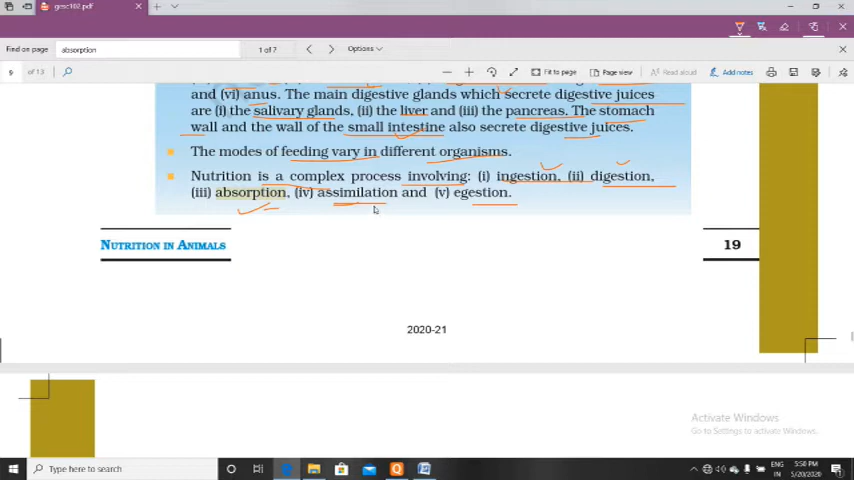 gesc102.pdf
Find on page
absorption
1 of 7
Options
9
of 13
Fit to page
Page view
Read aloud
Add notes
and (vi) anus. The main digestive glands which secrete digestive juices
are (i) the salivary glands, (ii) the liver and (iii) the pancreas. The stomach
wall and the wall of the small intestine also secrete digestive juices.
The modes of feeding vary in different organisms.
Nutrition is a complex process involving: (i) ingestion, (ii) digestion,
(iii) absorption, (iv) assimilation and (v) egestion.
NUTRITION IN ANIMALS
19
2020-21
Activate Windows
Go to Settings to activate Windows.
Type here to search
ENG
IN
5:58 PM
5/20/2020